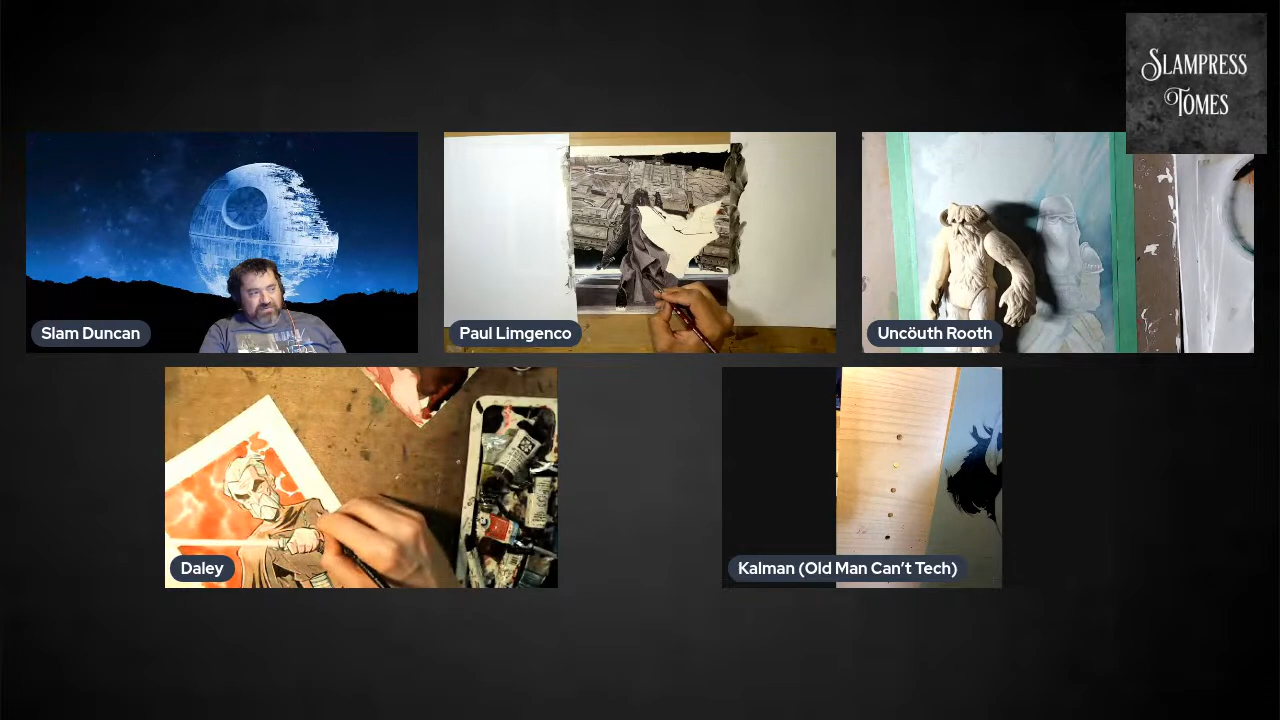 SLAMPRESS
TOMES
Slam Duncan
Paul Limgenco
Uncöuth Rooth
Daley
Kalman (Old Man Can’t Tech)